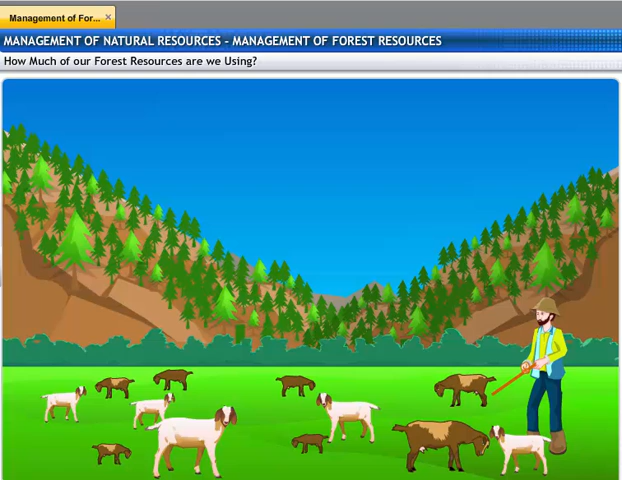 Management of For...
MANAGEMENT OF NATURAL RESOURCES - MANAGEMENT OF FOREST RESOURCES
How Much of our Forest Resources are we Using?